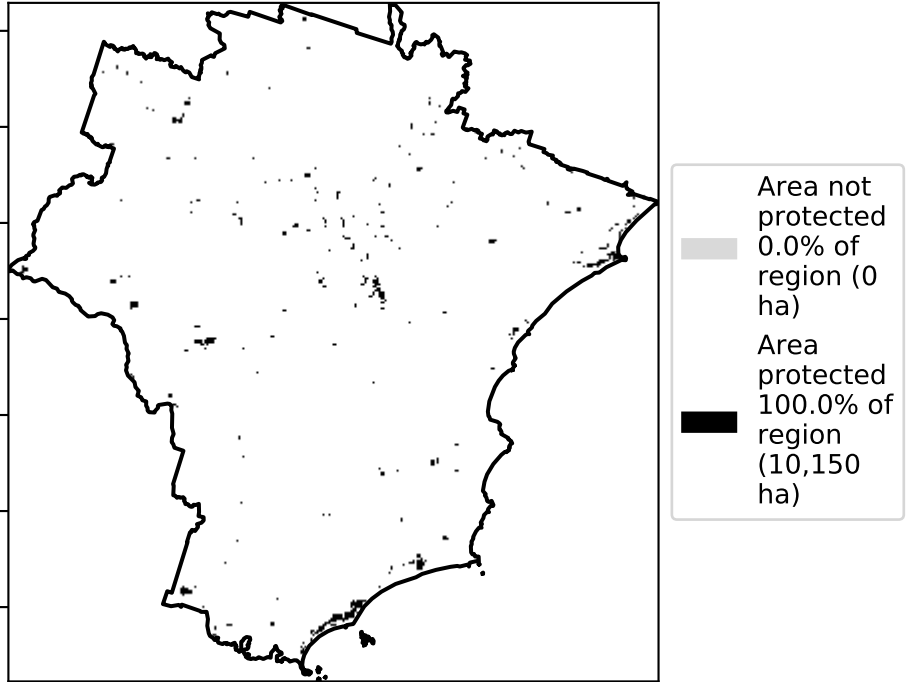 Area not
protected
0.0% of
region (0
ha)
Area
protected
100.0% of
region
(10,150
ha)